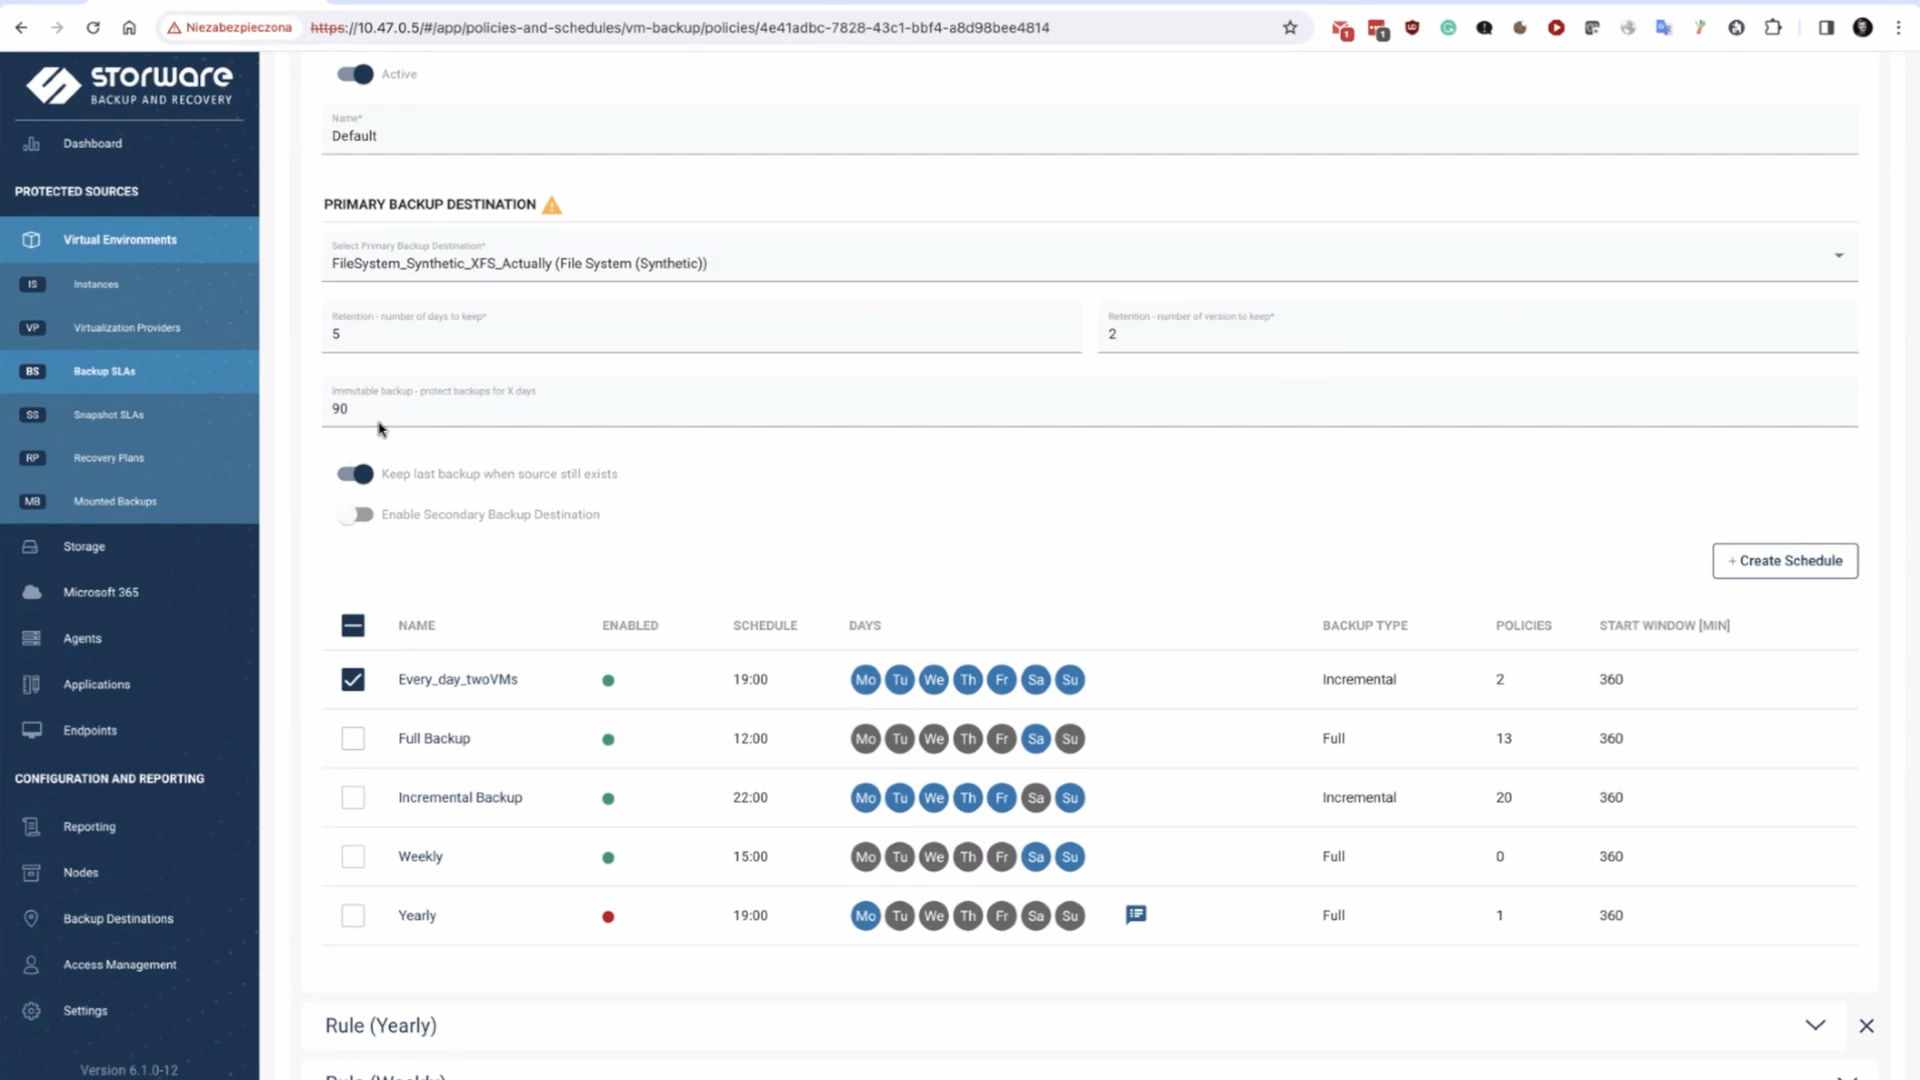 Niezabezpieczona https://10.47.0.5/#/app/policies-and-schedules/vm-backup/policies/4e41adbc-7828-43c1-bbf4-a8d98bee4814
1
1
STORWARE
BACKUP AND RECOVERY
Dashboard
PROTECTED SOURCES
Virtual Environments
IS Instances
VP Virtualization Providers
BS Backup SLAs
SS Snapshot SLAs
RP Recovery Plans
MB Mounted Backups
Storage
Microsoft 365
Agents
Applications
Endpoints
CONFIGURATION AND REPORTING
Reporting
Nodes
Backup Destinations
Access Management
Settings
Version 6.1.0-12
Active
Name*
Default
PRIMARY BACKUP DESTINATION
Select Primary Backup Destination*
FileSystem_Synthetic_XFS_Actually (File System (Synthetic))
Retention - number of days to keep*
5
Retention - number of version to keep*
2
Immutable backup - protect backups for X days
90
Keep last backup when source still exists
Enable Secondary Backup Destination
+ Create Schedule
NAME ENABLED SCHEDULE DAYS BACKUP TYPE POLICIES START WINDOW [MIN]
Every_day_twoVMs 19:00 Mo Tu We Th Fr Sa Su Incremental 2 360
Full Backup 12:00 Mo Tu We Th Fr Sa Su Full 13 360
Incremental Backup 22:00 Mo Tu We Th Fr Sa Su Incremental 20 360
Weekly 15:00 Mo Tu We Th Fr Sa Su Full 0 360
Yearly 19:00 Mo Tu We Th Fr Sa Su Full 1 360
Rule (Yearly)
Rule (Weekly)